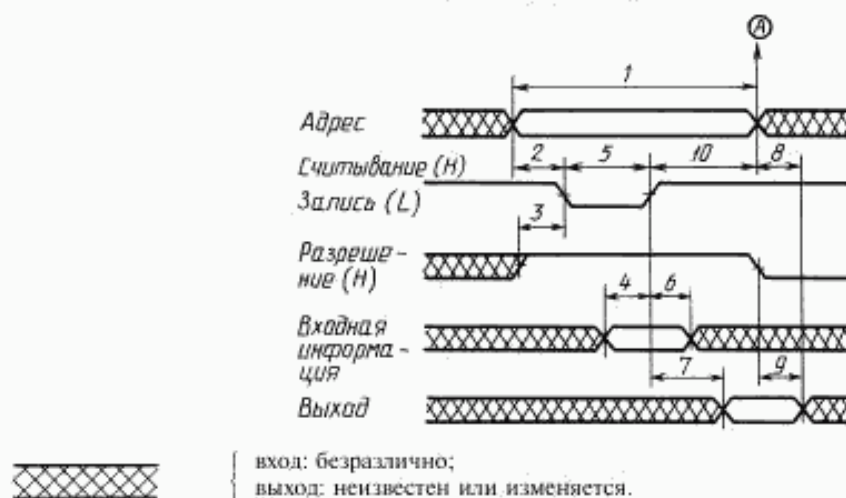 A
1
Адрес
2 5 10 8
Считывание (H)
Запись (L)
3
Разреше-
ние (H)
4 6
Входная
информа-
ция
7 9
Выход
вход: безразлично;
выход: неизвестен или изменяется.